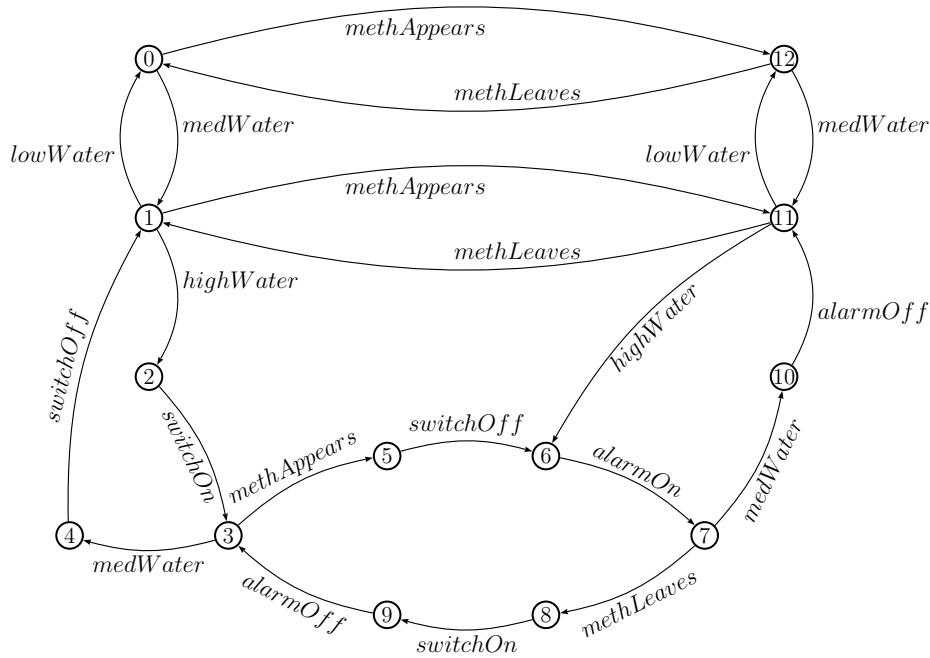 methAppears
0
12
methLeaves
medWater
medWater
lowWater
lowWater
methAppears
1
11
methLeaves
highWater
alarmOff
highWater
switchOff
2
10
switchOff
switchOn
methAppears
5
6
alarmOn
medWater
4
3
7
medWater
alarmOff
methLeaves
9
8
switchOn